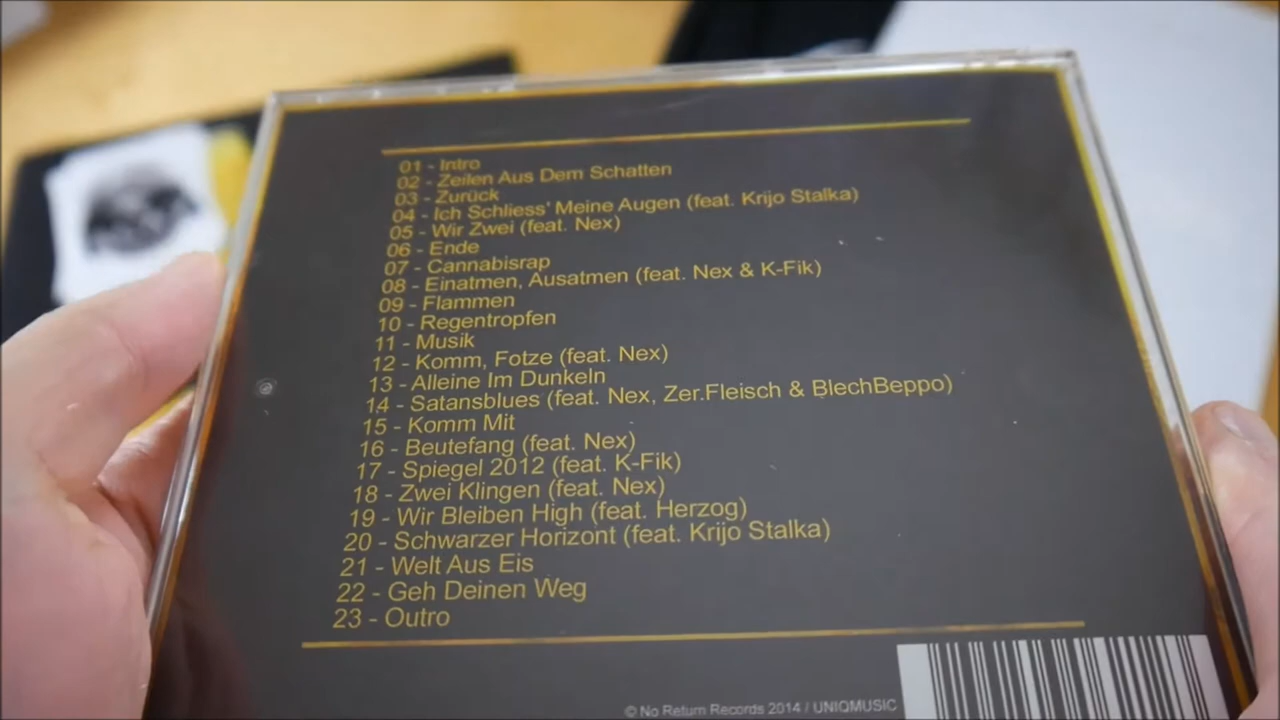 01 - Intro
02 - Zeilen Aus Dem Schatten
03 - Zurück
04 - Ich Schliess' Meine Augen (feat. Krijo Stalka)
05 - Wir Zwei (feat. Nex)
06 - Ende
07 - Cannabisrap
08 - Einatmen, Ausatmen (feat. Nex & K-Fik)
09 - Flammen
10 - Regentropfen
11 - Musik
12 - Komm, Fotze (feat. Nex)
13 - Alleine Im Dunkeln
14 - Satansblues (feat. Nex, Zer.Fleisch & BlechBeppo)
15 - Komm Mit
16 - Beutefang (feat. Nex)
17 - Spiegel 2012 (feat. K-Fik)
18 - Zwei Klingen (feat. Nex)
19 - Wir Bleiben High (feat. Herzog)
20 - Schwarzer Horizont (feat. Krijo Stalka)
21 - Welt Aus Eis
22 - Geh Deinen Weg
23 - Outro
© No Return Records 2014 / UNIQMUSIC